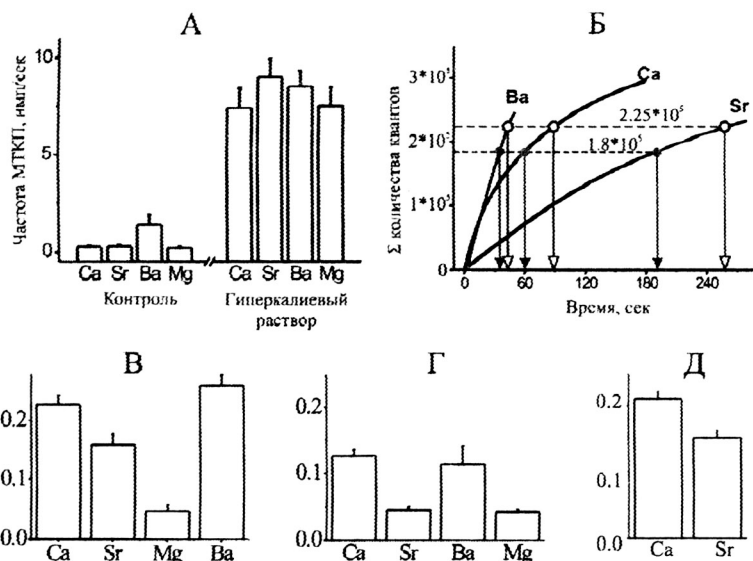 А
Частота МТКП, имп/сек
10
5
0
Ca Sr Ba Mg
Ca Sr Ba Mg
Контроль
Гиперкалиевый
раствор
Б
Σ количества квантов
3*10⁵
2*10⁵
1*10⁵
0
Ba
Ca
Sr
2.25*10⁵
1.8*10⁵
0 60 120 180 240
Время, сек
В
0.2
0.1
0.0
Ca Sr Mg Ba
Г
0.2
0.1
0.0
Ca Sr Ba Mg
Д
0.2
0.1
0.0
Ca Sr